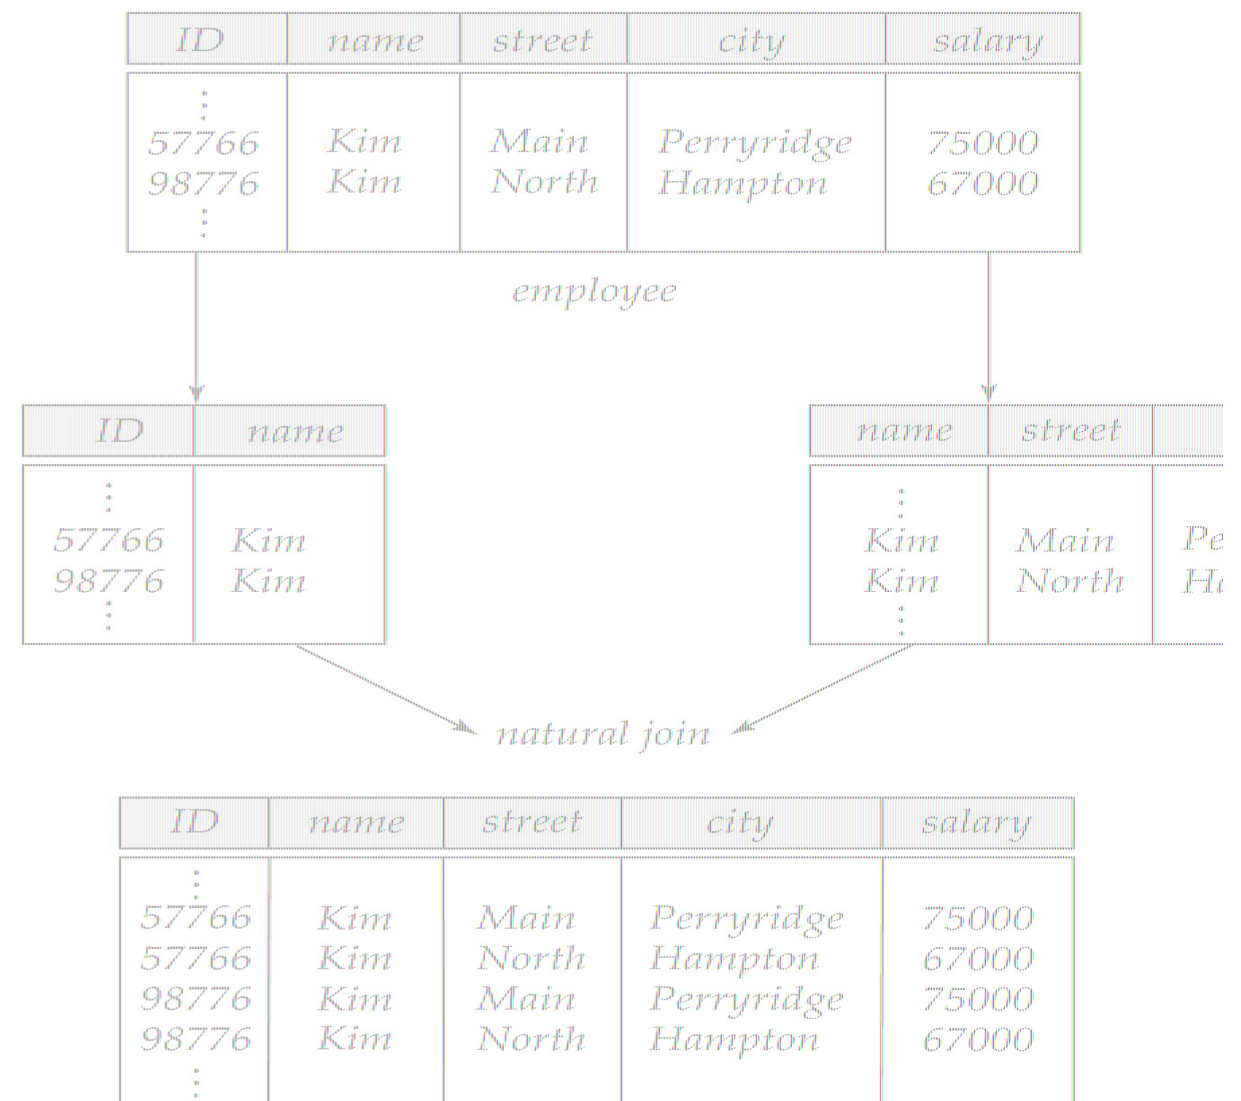 ID name street city salary
57766 Kim Main Perryridge 75000
98776 Kim North Hampton 67000
employee
ID name
name street
57766 Kim
98776 Kim
Kim Main Pe
Kim North
natural join
ID name street city salary
57766 Kim Main Perryridge 75000
57766 Kim North Hampton 67000
98776 Kim Main Perryridge 75000
98776 Kim North Hampton 67000